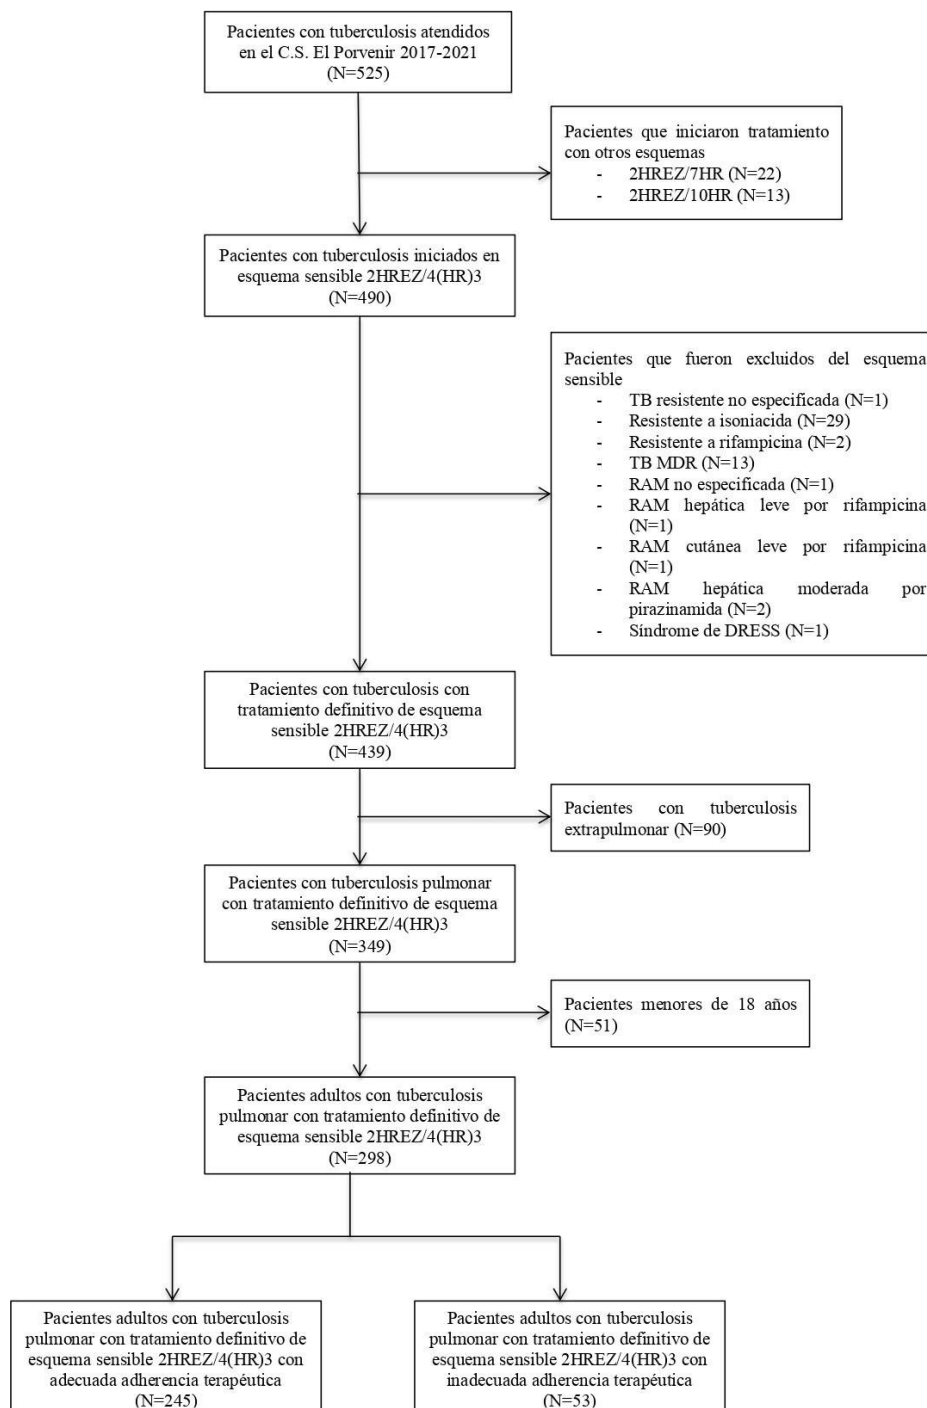 Pacientes con tuberculosis atendidos
en el C.S. El Porvenir 2017-2021
(N=525)
Pacientes que iniciaron tratamiento
con otros esquemas
- 2HREZ/7HR (N=22)
- 2HREZ/10HR (N=13)
Pacientes con tuberculosis iniciados en
esquema sensible 2HREZ/4(HR)3
(N=490)
Pacientes que fueron excluidos del esquema
sensible
- TB resistente no especificada (N=1)
- Resistente a isoniacida (N=29)
- Resistente a rifampicina (N=2)
- TB MDR (N=13)
- RAM no especificada (N=1)
- RAM hepática leve por rifampicina
(N=1)
- RAM cutánea leve por rifampicina
(N=1)
- RAM hepática moderada por
pirazinamida (N=2)
- Síndrome de DRESS (N=1)
Pacientes con tuberculosis con
tratamiento definitivo de esquema
sensible 2HREZ/4(HR)3
(N=439)
Pacientes con tuberculosis
extrapulmonar (N=90)
Pacientes con tuberculosis pulmonar
con tratamiento definitivo de esquema
sensible 2HREZ/4(HR)3
(N=349)
Pacientes menores de 18 años
(N=51)
Pacientes adultos con tuberculosis
pulmonar con tratamiento definitivo de
esquema sensible 2HREZ/4(HR)3
(N=298)
Pacientes adultos con tuberculosis
pulmonar con tratamiento definitivo de
esquema sensible 2HREZ/4(HR)3 con
adecuada adherencia terapéutica
(N=245)
Pacientes adultos con tuberculosis
pulmonar con tratamiento definitivo de
esquema sensible 2HREZ/4(HR)3 con
inadecuada adherencia terapéutica
(N=53)